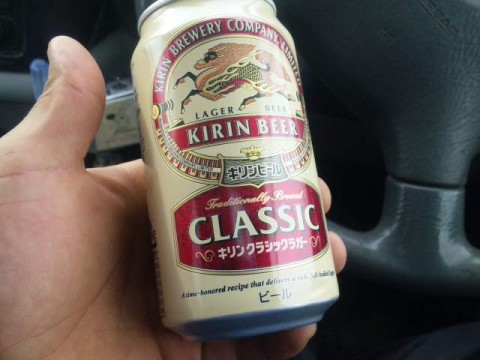 KIRIN BREWERY COMPANY, LIMITED
LAGER BEER
KIRIN BEER
キリンビール
Traditionally Brewed
CLASSIC
キリンクラシックラガー
A time-honored recipe that delivers a rich, full-bodied
ビール